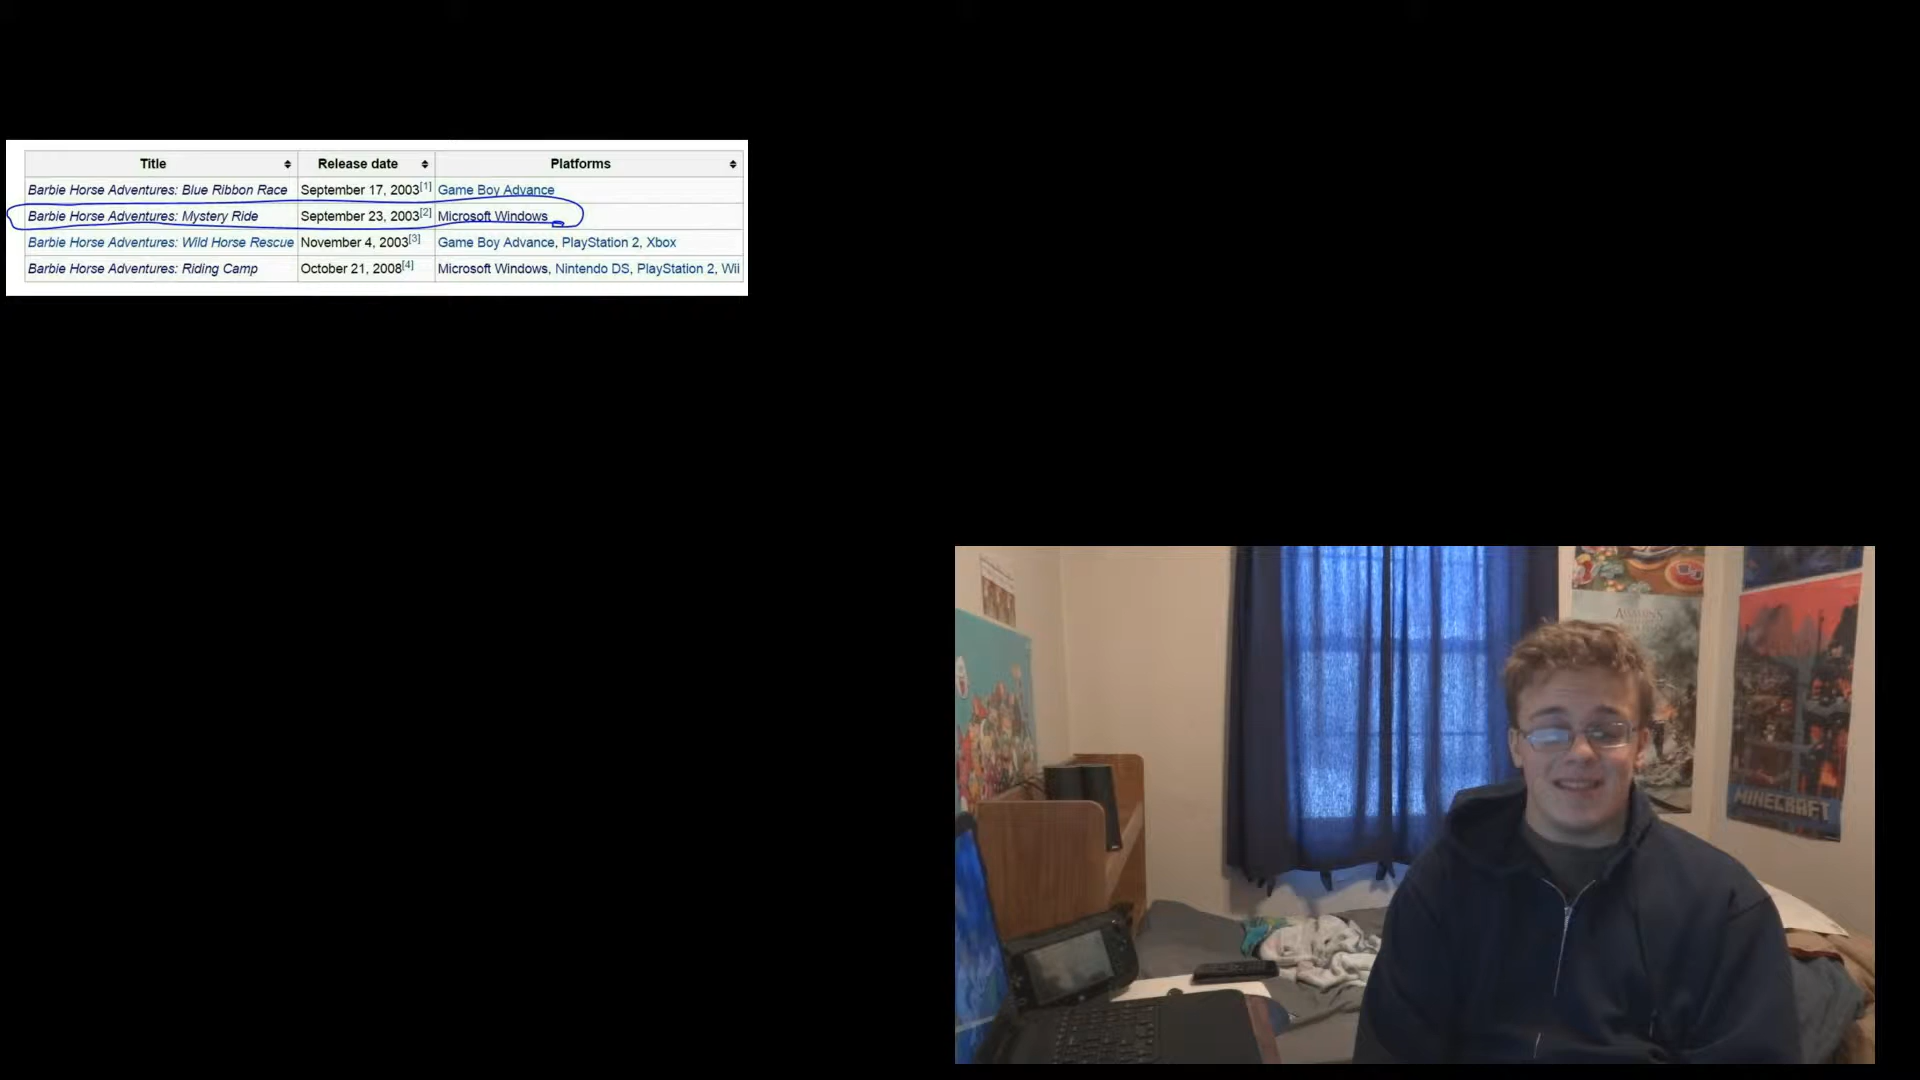 Title Release date Platforms
Barbie Horse Adventures: Blue Ribbon Race September 17, 2003[1] Game Boy Advance
Barbie Horse Adventures: Mystery Ride September 23, 2003[2] Microsoft Windows
Barbie Horse Adventures: Wild Horse Rescue November 4, 2003[3] Game Boy Advance, PlayStation 2, Xbox
Barbie Horse Adventures: Riding Camp October 21, 2008[4] Microsoft Windows, Nintendo DS, PlayStation 2, Wii
ASSASSIN'S
MINECRAFT